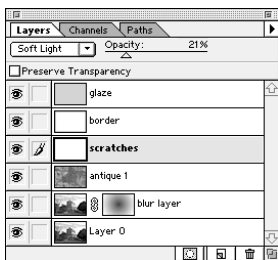 Layers Channels Paths
Soft Light Opacity: 21%
Preserve Transparency
glaze
border
scratches
antique 1
blur layer
Layer 0